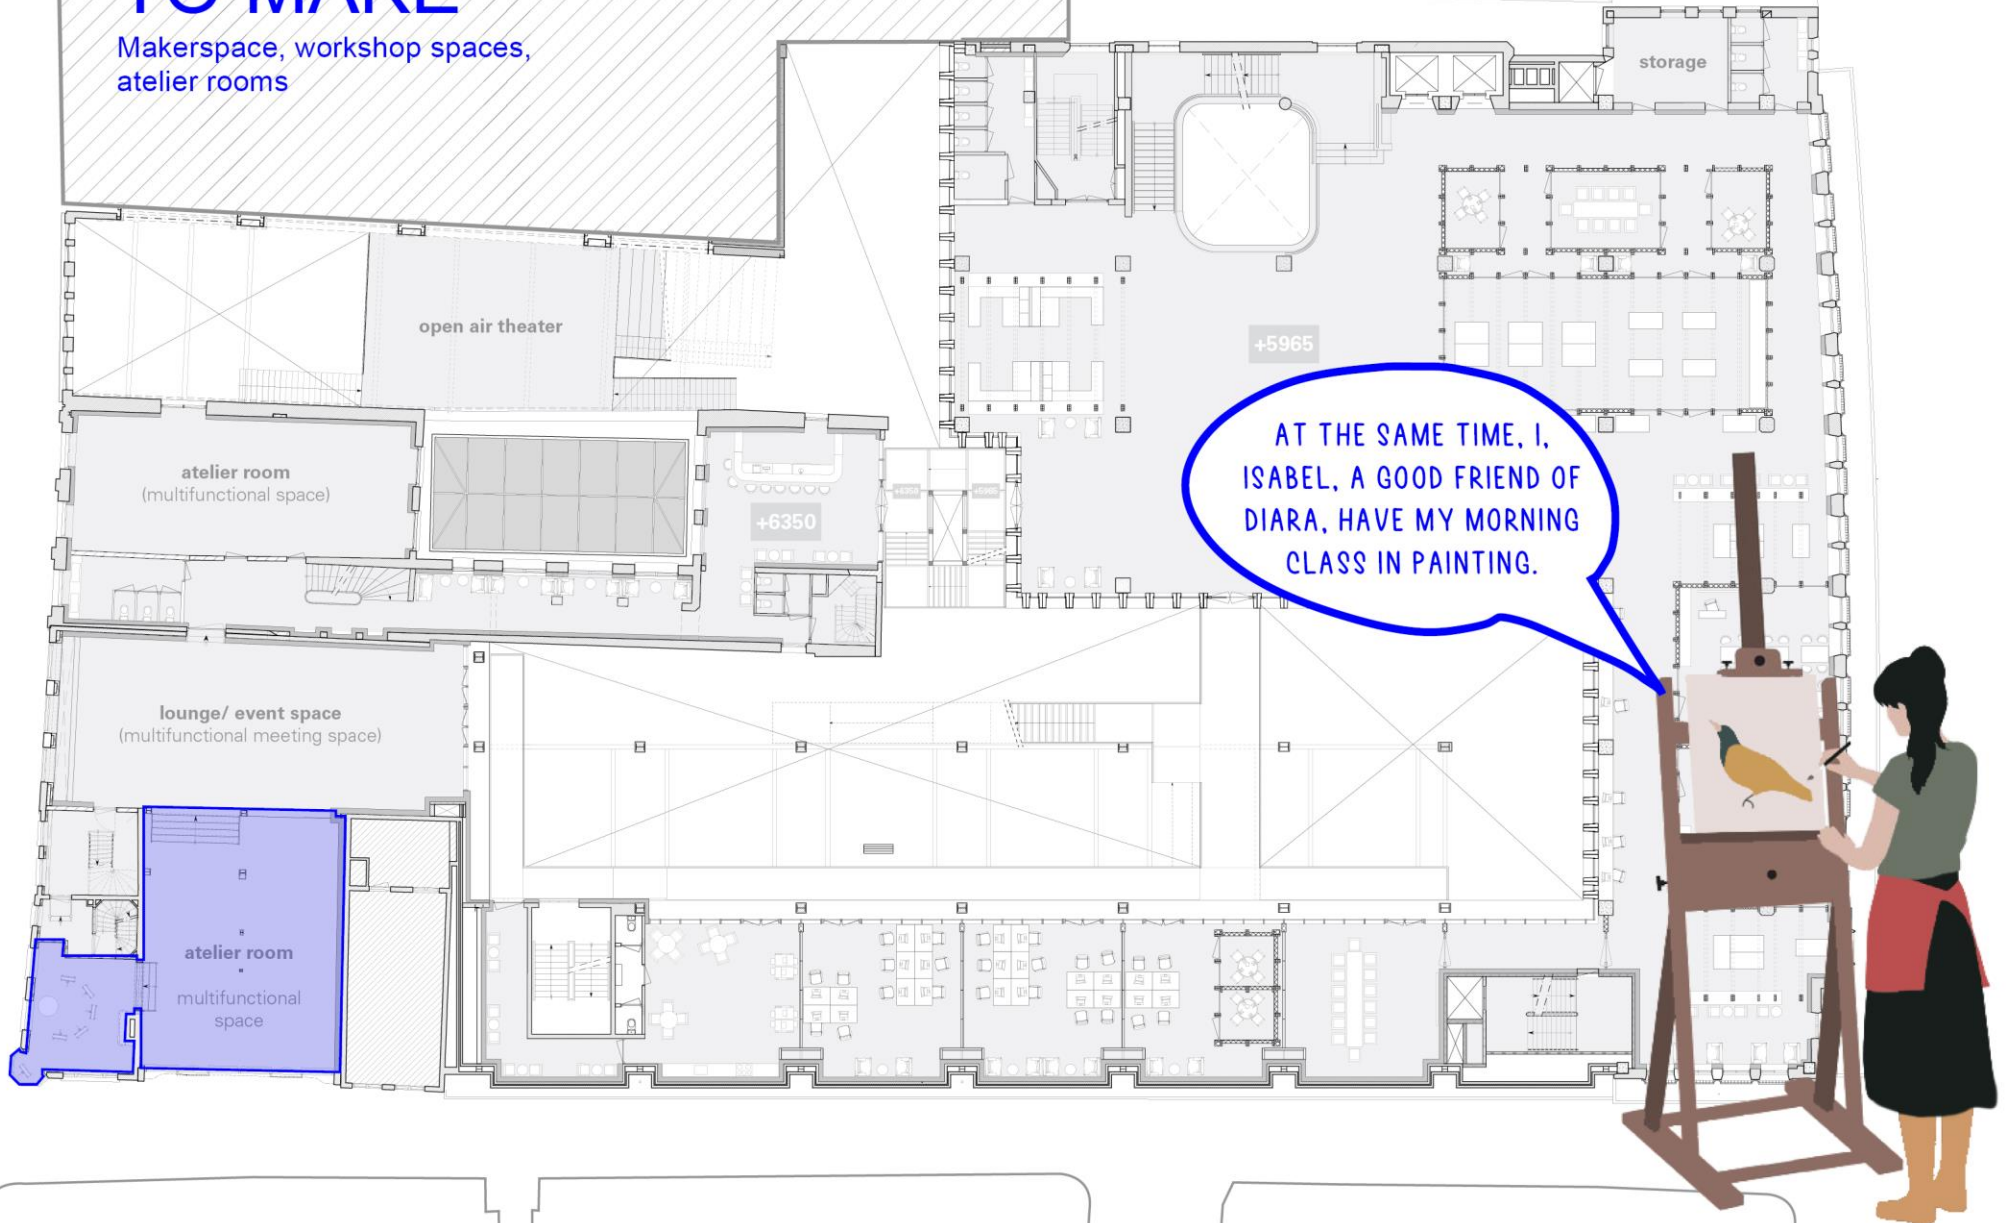 TO MAKE
Makerspace, workshop spaces,
atelier rooms
storage
open air theater
+5965
AT THE SAME TIME, I,
ISABEL, A GOOD FRIEND OF
DIARA, HAVE MY MORNING
CLASS IN PAINTING.
atelier room
(multifunctional space)
+6350
lounge/ event space
(multifunctional meeting space)
atelier room
multifunctional
space